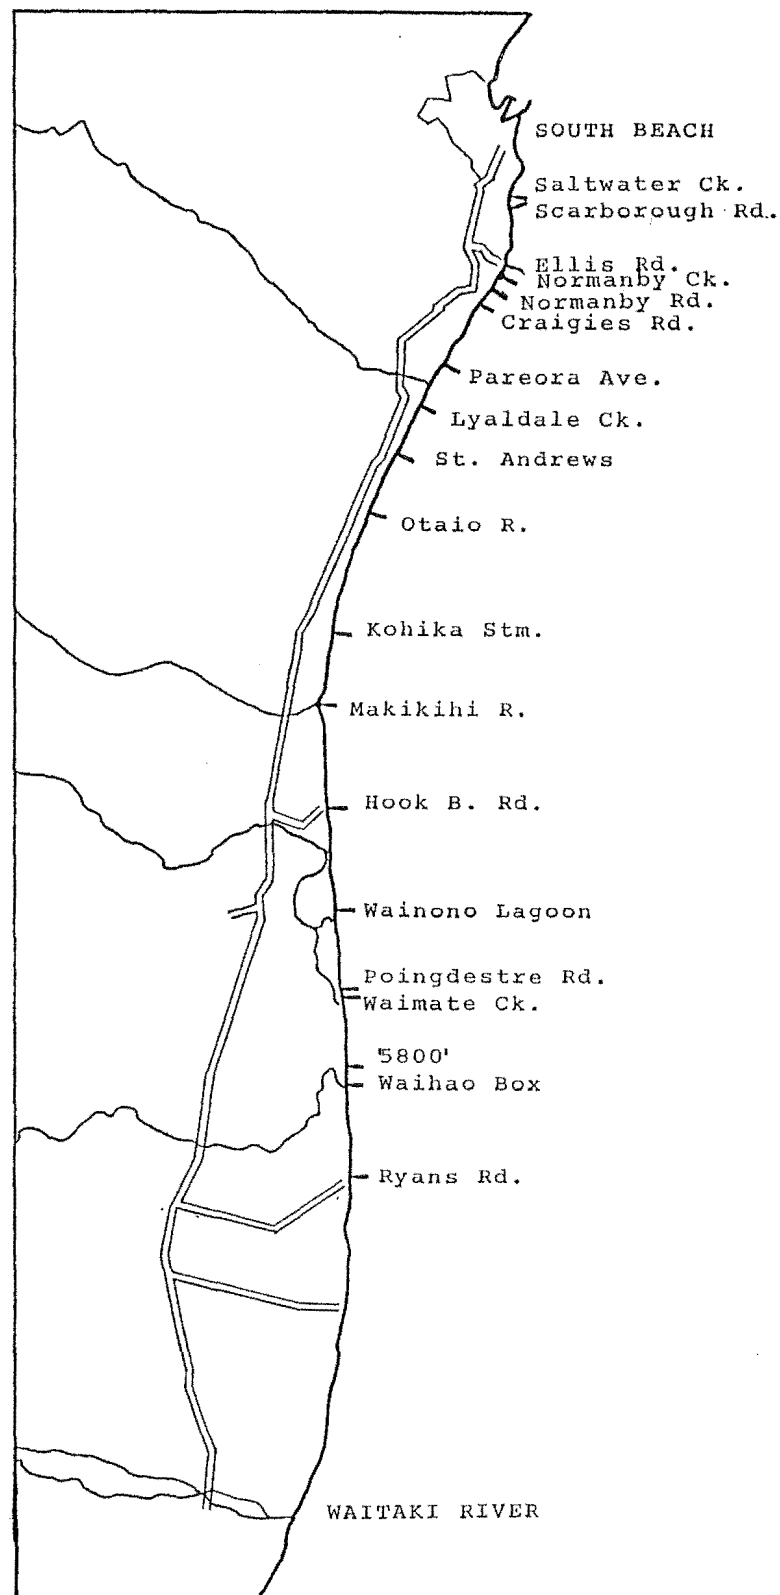 SOUTH BEACH
Saltwater Ck.
Scarborough Rd.
Ellis Rd.
Normanby Ck.
Normanby Rd.
Craigies Rd.
Pareora Ave.
Lyaldale Ck.
St. Andrews
Otaio R.
Kohika Stm.
Makikihi R.
Hook B. Rd.
Wainono Lagoon
Poingdestre Rd.
Waimate Ck.
'5800'
Waihao Box
Ryans Rd.
WAITAKI RIVER